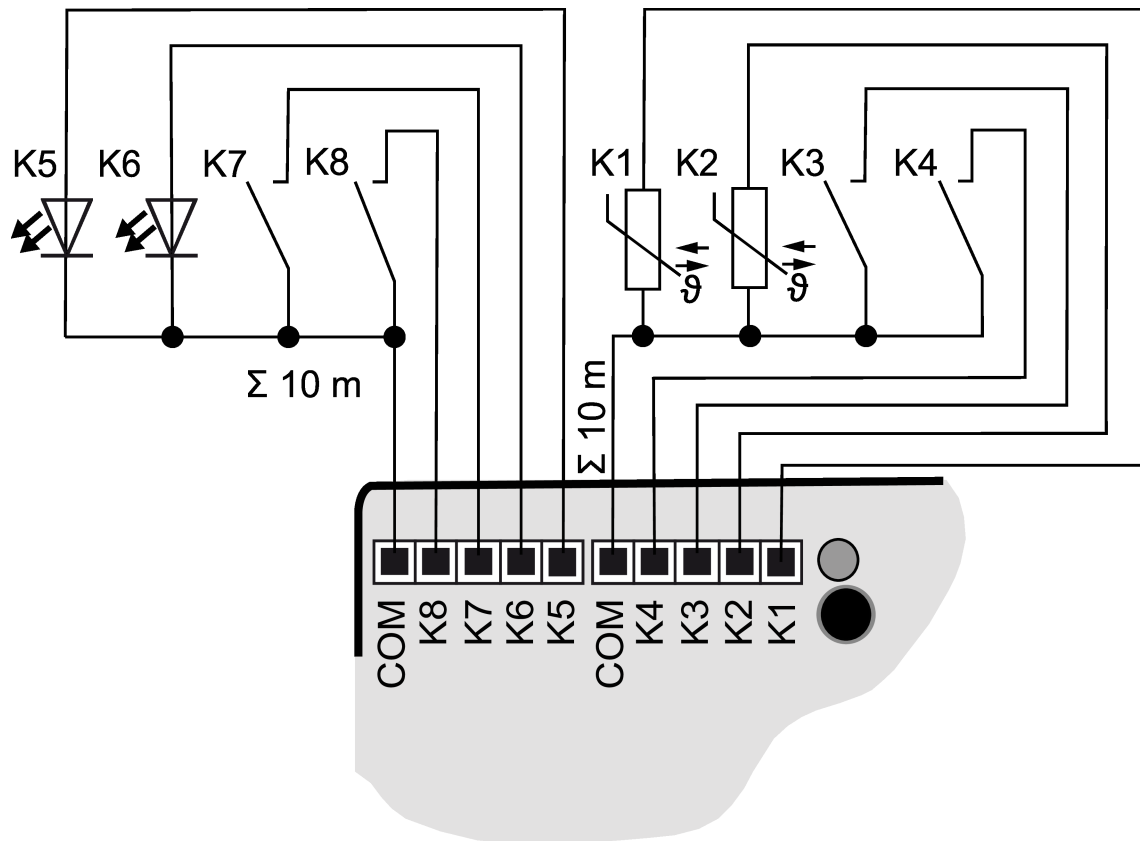 K5 K6 K7 K8 K1 K2 K3 K4
ϑ ϑ
Σ 10 m
Σ 10 m
COM K8 K7 K6 K5 COM K4 K3 K2 K1